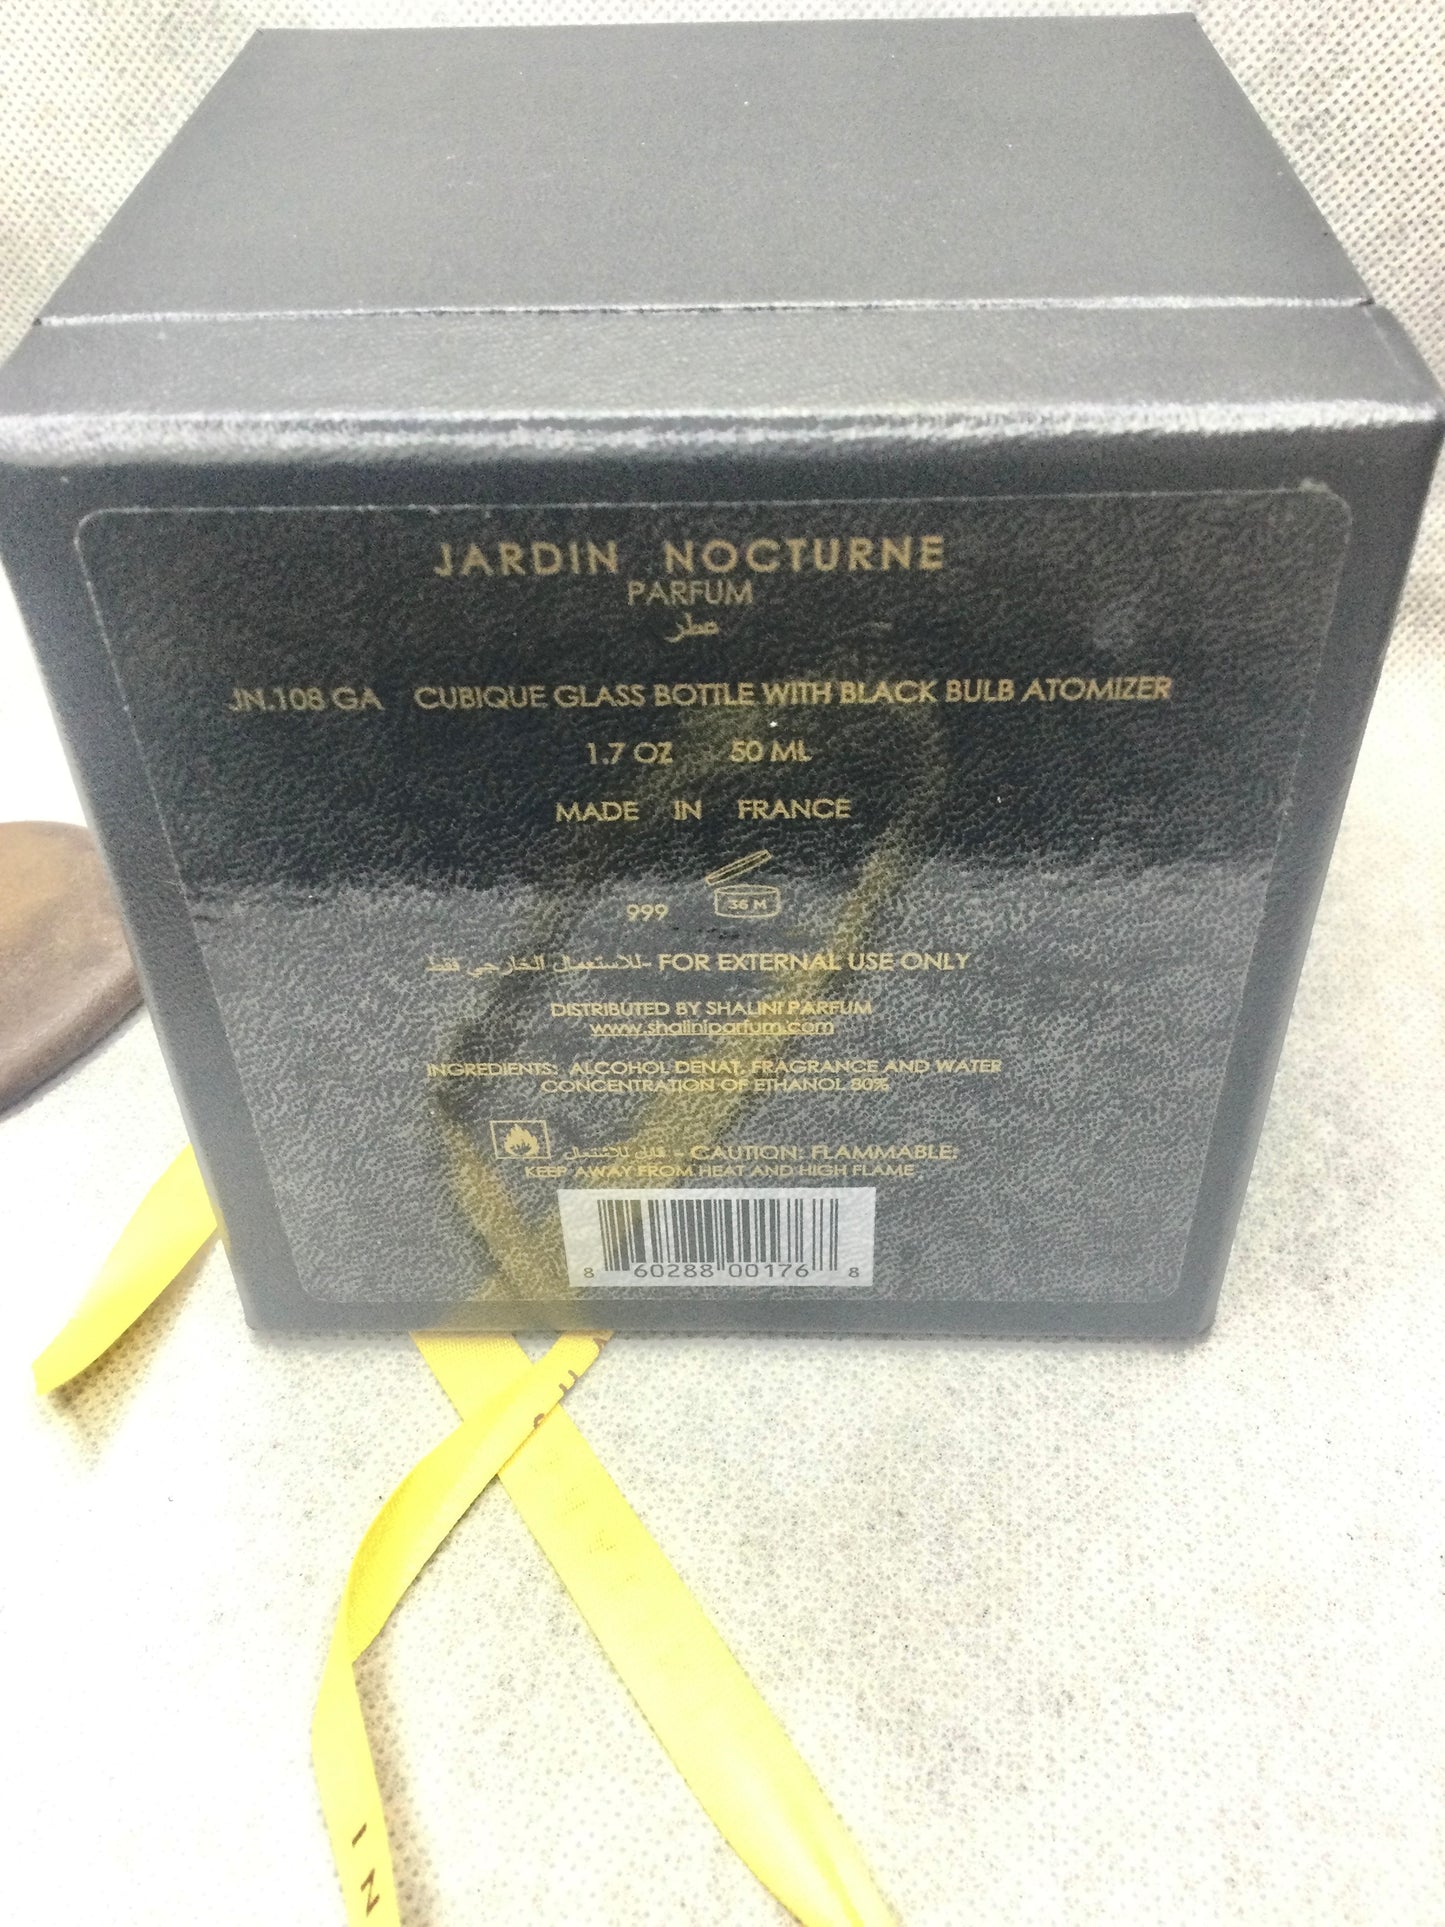 JARDIN NOCTURNE
PARFUM
عطر
JN.108 GA CUBIQUE GLASS BOTTLE WITH BLACK BULB ATOMIZER
1.7 OZ 50 ML
MADE IN FRANCE
999 36 M
للاستعمال الخارجي فقط - FOR EXTERNAL USE ONLY
DISTRIBUTED BY SHALINI PARFUM
www.shaliniparfum.com
INGREDIENTS: ALCOHOL DENAT, FRAGRANCE AND WATER
CONCENTRATION OF ETHANOL 80%
قابل للاشتعال - CAUTION: FLAMMABLE:
KEEP AWAY FROM HEAT AND HIGH FLAME
8 60288 00176 8
I N